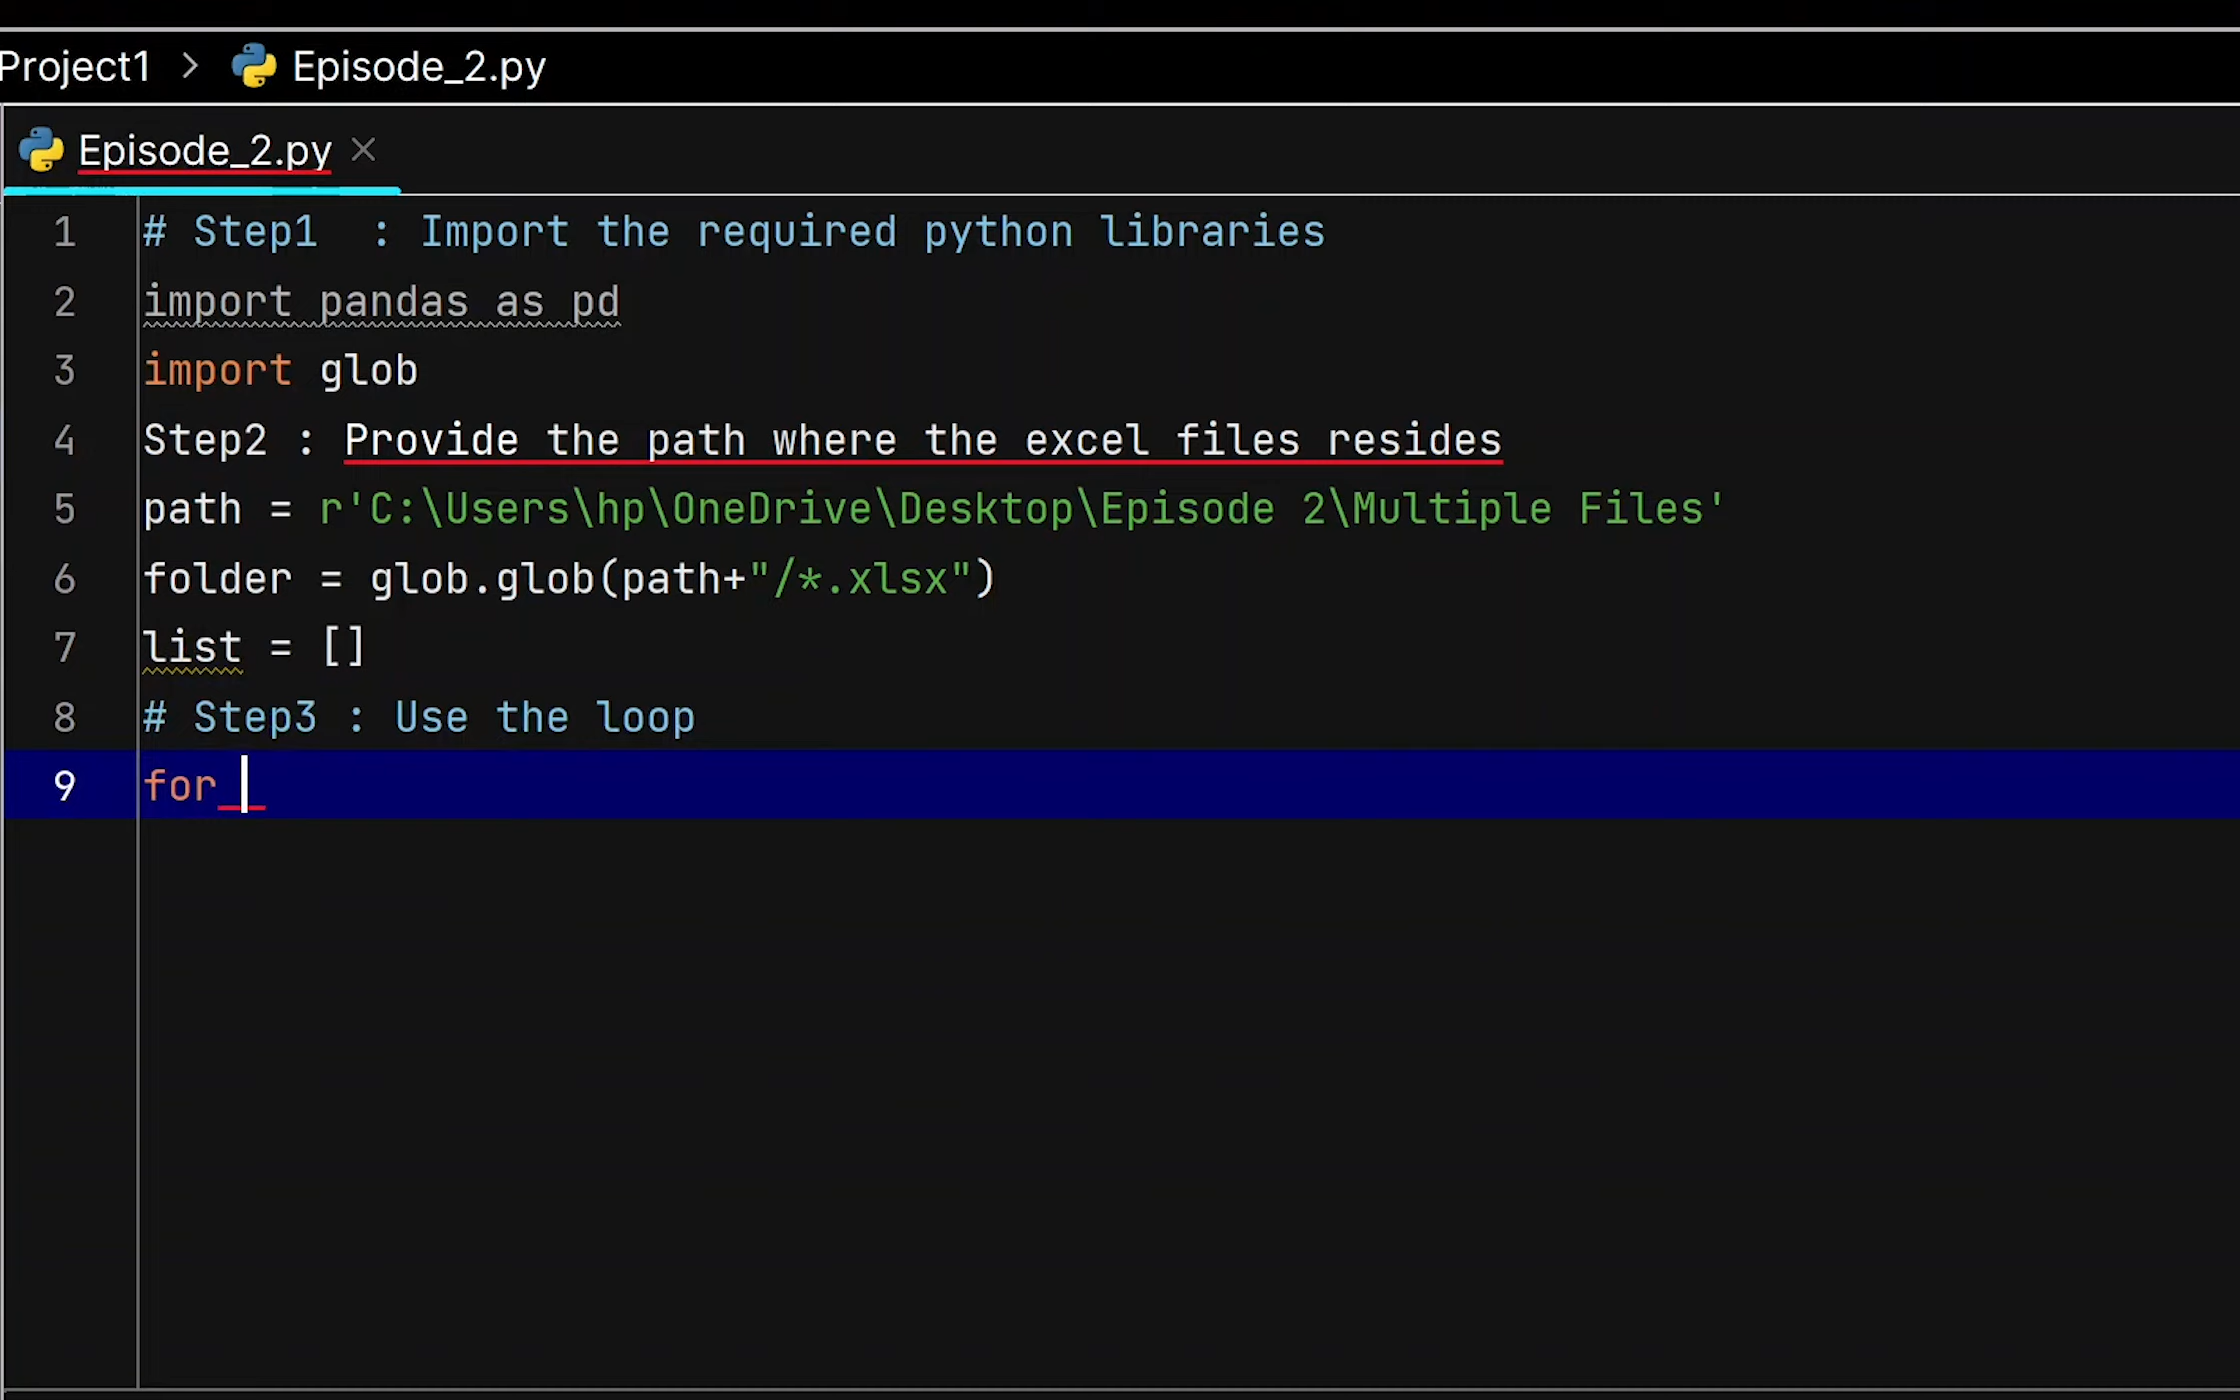 Project1 > Episode_2.py
Episode_2.py ×
1 # Step1  : Import the required python libraries
2 import pandas as pd
3 import glob
4 Step2 : Provide the path where the excel files resides
5 path = r'C:\Users\hp\OneDrive\Desktop\Episode 2\Multiple Files'
6 folder = glob.glob(path+"/*.xlsx")
7 list = []
8 # Step3 : Use the loop
9 for